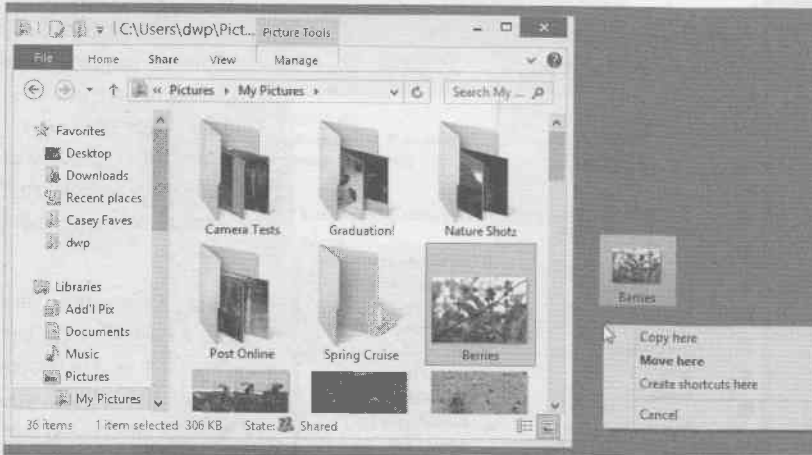 C:\Users\dwp\Pict... Picture Tools
File Home Share View Manage
« Pictures My Pictures Search My ...
Favorites
Desktop
Downloads
Recent places
Casey Faves
dwp
Libraries
Add'l Pix
Documents
Music
Pictures
My Pictures
Camera Tests Graduation! Nature Shots
Post Online Spring Cruise Berries
36 items 1 item selected 306 KB State: Shared
Berries
Copy here
Move here
Create shortcuts here
Cancel